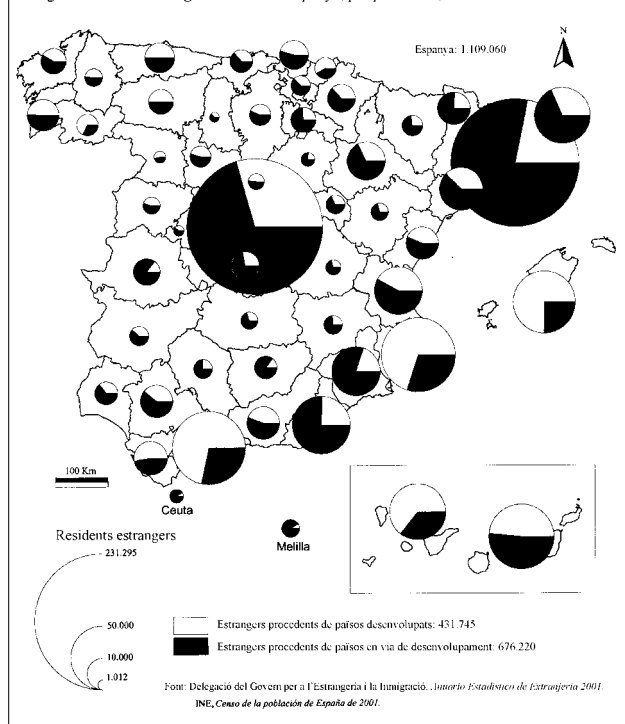 Espanya: 1.109.060
N
100 Km
Ceuta
Melilla
Residents estrangers
231.295
50.000
10.000
1.012
Estrangers procedents de països desenvolupats: 431.745
Estrangers procedents de països en via de desenvolupament: 676.220
Font: Delegació del Govern per a l'Estrangeria i la Inmigració. Anuario Estadístico de Extranjería 2001.
INE, Censo de la población de España de 2001.